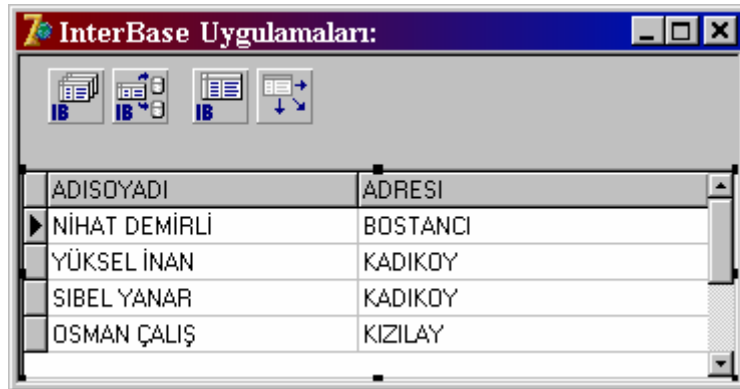 InterBase Uygulamaları:
IB IB IB
ADISOYADI ADRESI
NİHAT DEMİRLİ BOSTANCI
YÜKSEL İNAN KADIKOY
SIBEL YANAR KADIKOY
OSMAN ÇALIŞ KIZILAY